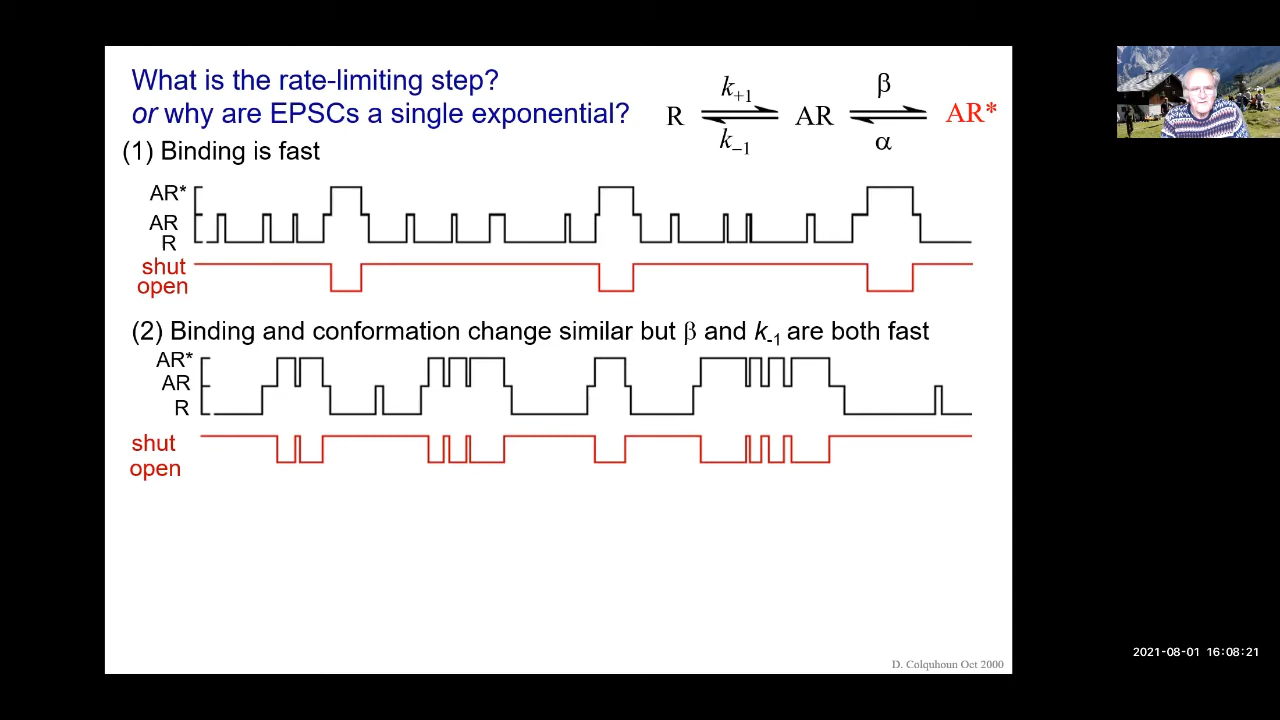 What is the rate-limiting step?
or why are EPSCs a single exponential?
R k+1 k−1 AR β α AR*
(1) Binding is fast
AR*
AR
R
shut
open
(2) Binding and conformation change similar but β and k-1 are both fast
AR*
AR
R
shut
open
D. Colquhoun Oct 2000
2021-08-01 16:08:21